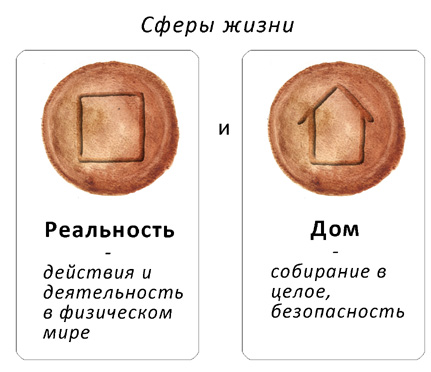 Сферы жизни
и
Реальность
-
действия и
деятельность
в физическом
мире
Дом
-
собирание в
целое,
безопасность